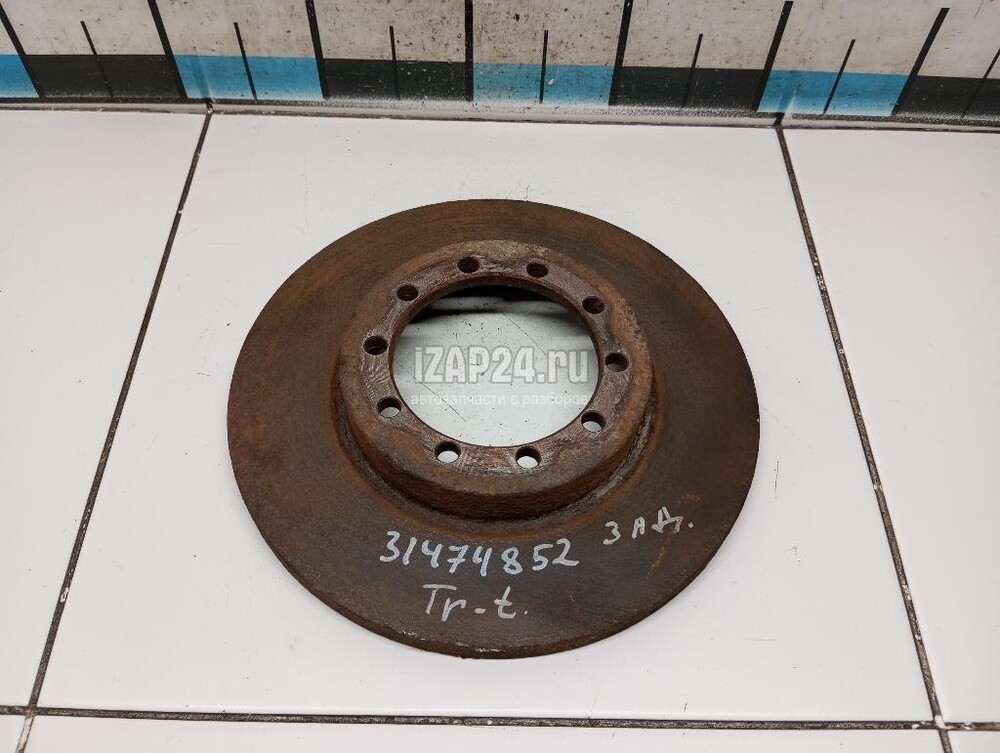 iZAP24.ru
автозапчасти с разборов
31474852 ЗАД.
Tr-t.